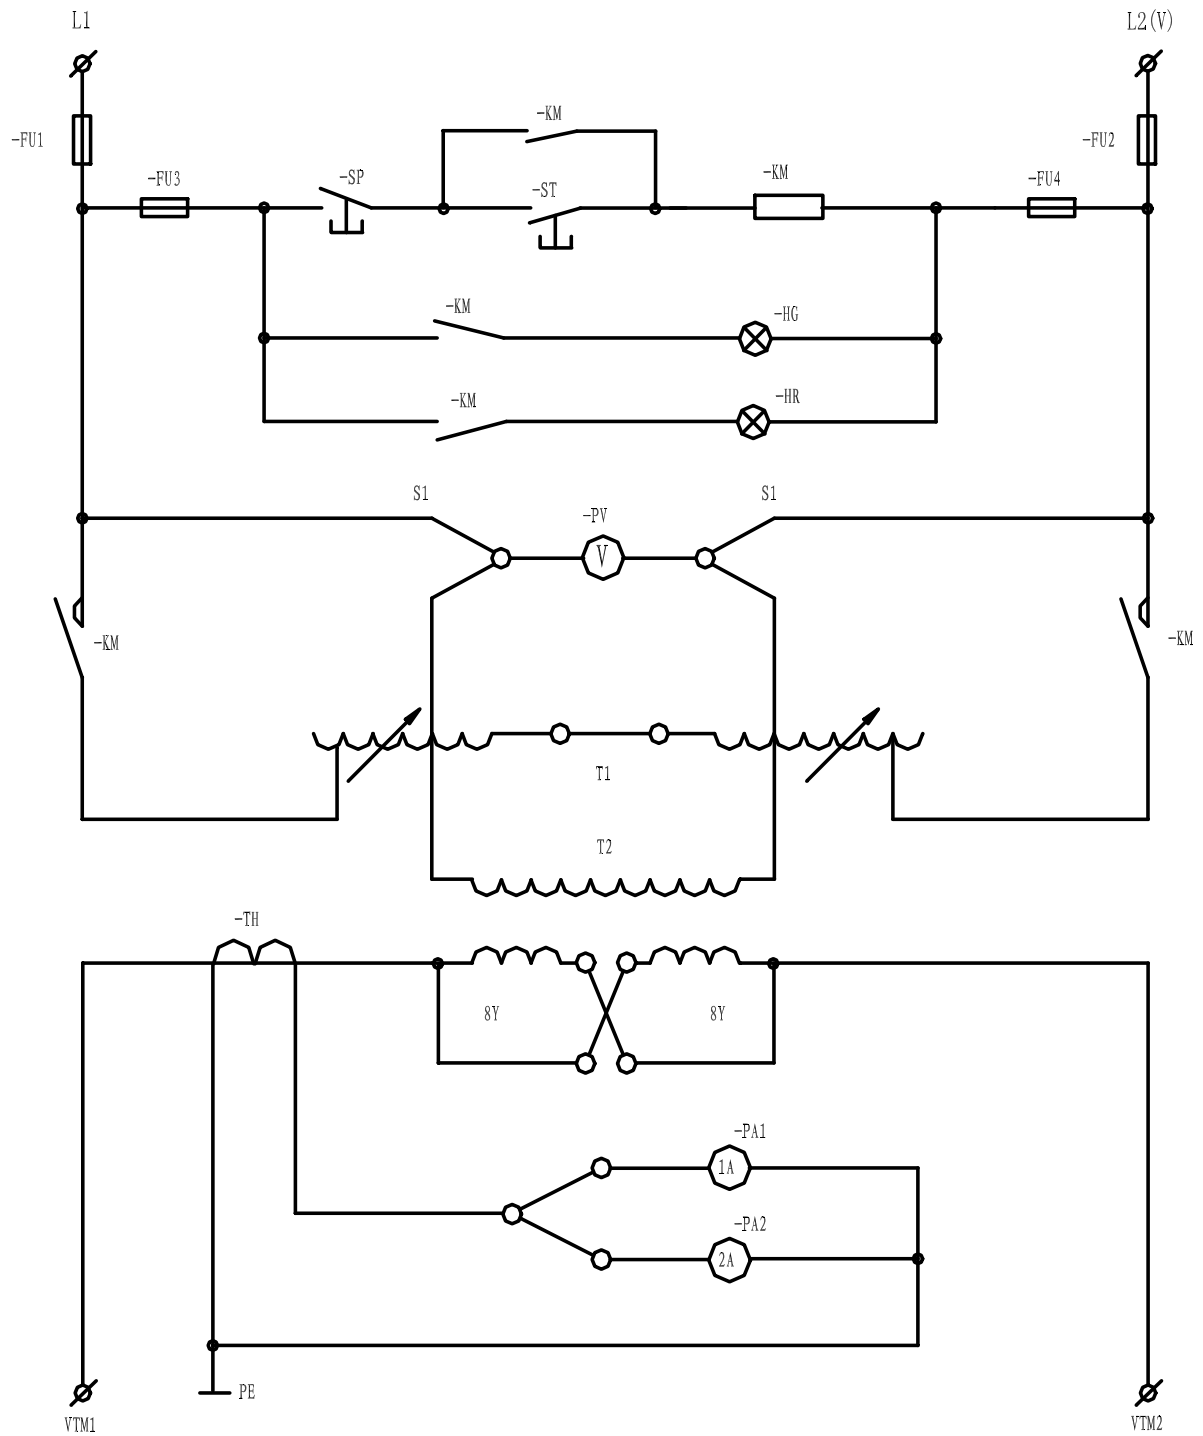 L1
L2(V)
-KM
-FU1
-FU2
-FU3
-SP
-ST
-KM
-FU4
-KM
-HG
-KM
-HR
S1
S1
-PV
V
-KM
-KM
T1
T2
-TH
8Y
8Y
-PA1
1A
-PA2
2A
PE
VTM1
VTM2